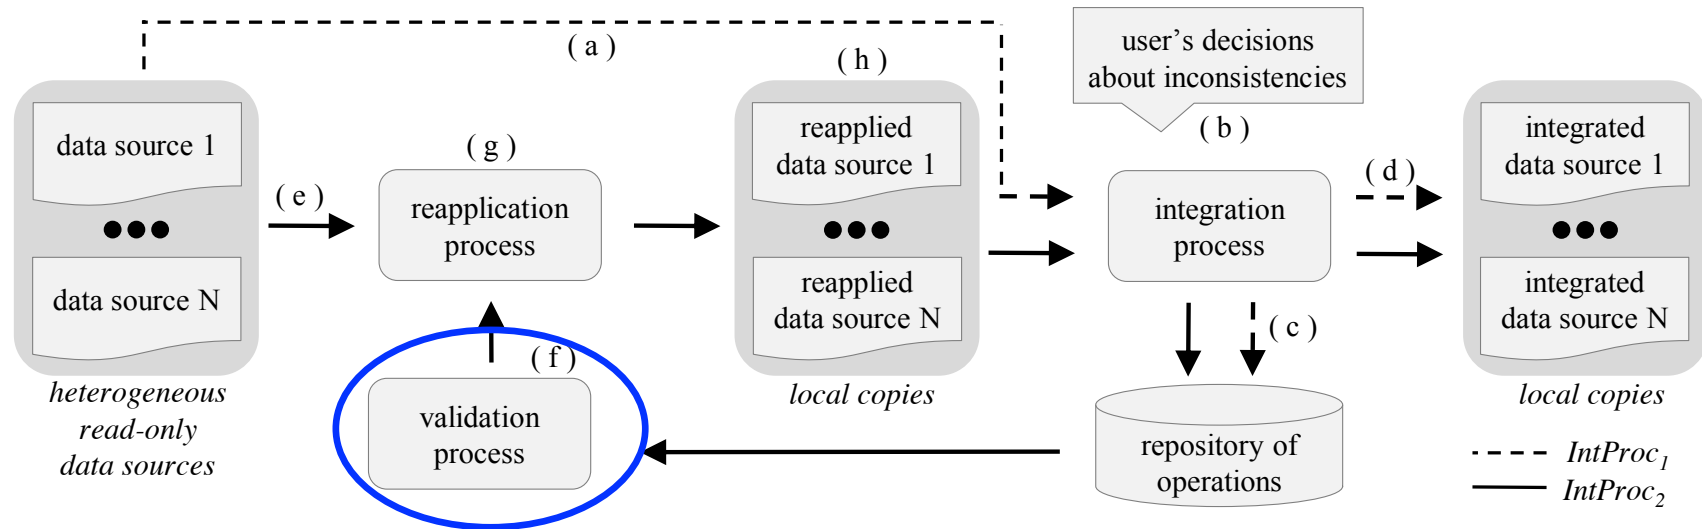 ( a )
user's decisions
about inconsistencies
( h )
data source 1
( g )
reapplied
data source 1
( b )
integrated
data source 1
( d )
( e )
reapplication
process
integration
process
data source N
reapplied
data source N
integrated
data source N
( f )
( c )
heterogeneous
read-only
data sources
local copies
local copies
validation
process
repository of
operations
IntProc1
IntProc2